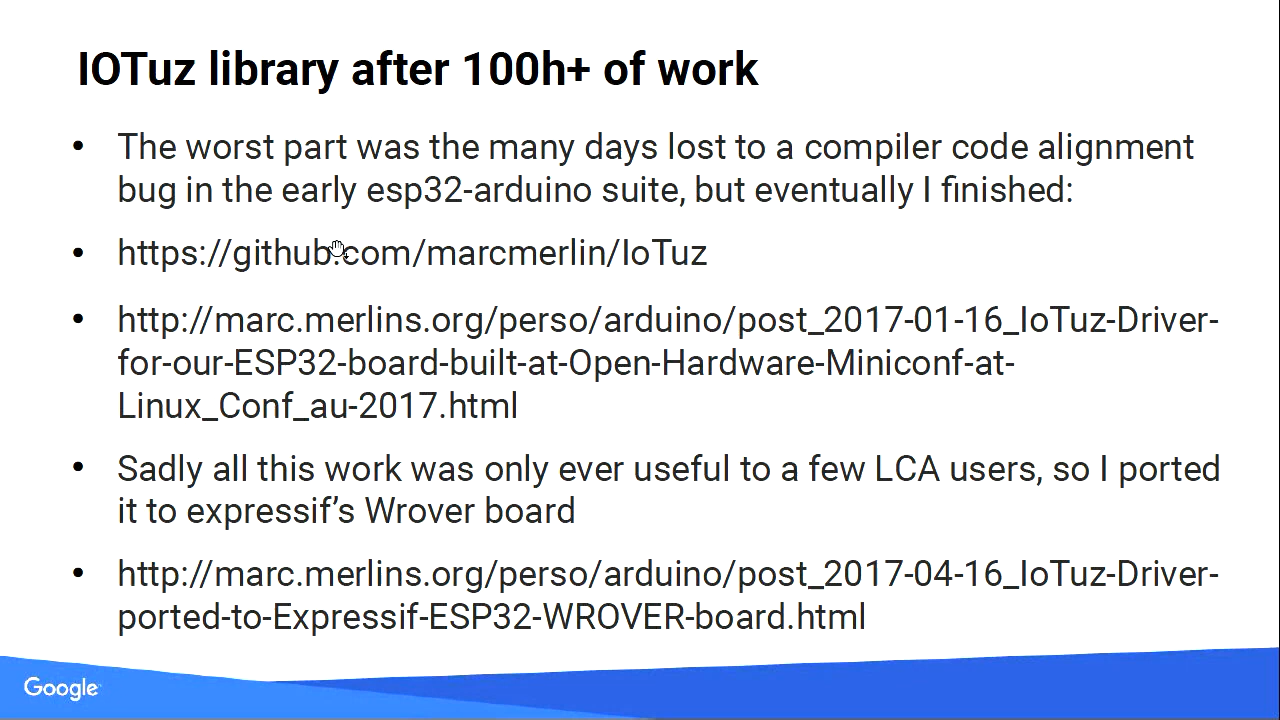 IOTuz library after 100h+ of work
• The worst part was the many days lost to a compiler code alignment
bug in the early esp32-arduino suite, but eventually I finished:
• https://github.com/marcmerlin/IoTuz
• http://marc.merlins.org/perso/arduino/post_2017-01-16_IoTuz-Driver-
for-our-ESP32-board-built-at-Open-Hardware-Miniconf-at-
Linux_Conf_au-2017.html
• Sadly all this work was only ever useful to a few LCA users, so I ported
it to expressif’s Wrover board
• http://marc.merlins.org/perso/arduino/post_2017-04-16_IoTuz-Driver-
ported-to-Expressif-ESP32-WROVER-board.html
Google